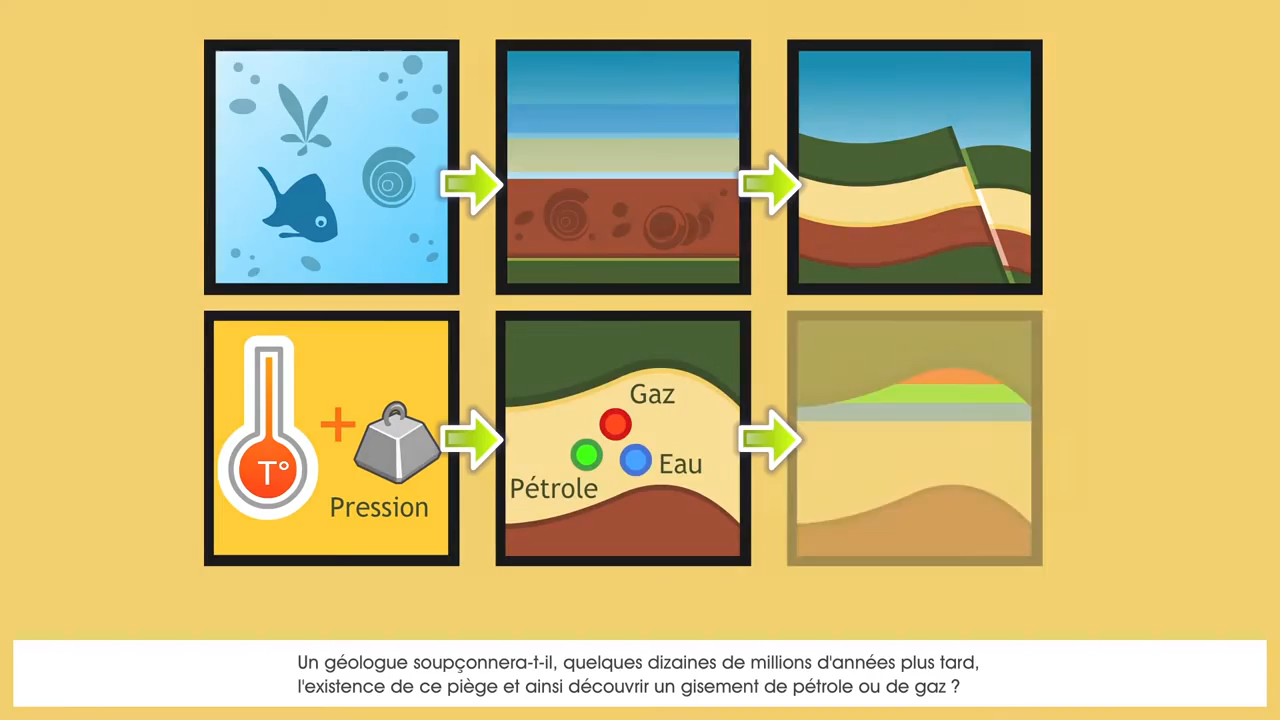 Gaz
T°
Eau
Pétrole
Pression
Un géologue soupçonnera-t-il, quelques dizaines de millions d'années plus tard,
l'existence de ce piège et ainsi découvrir un gisement de pétrole ou de gaz ?